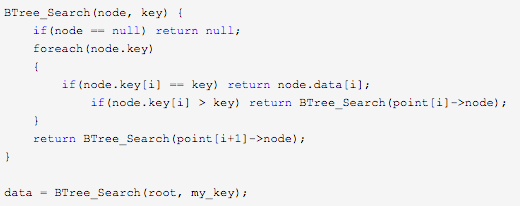 BTree_Search(node, key) {
    if(node == null) return null;
    foreach(node.key)
    {
        if(node.key[i] == key) return node.data[i];
            if(node.key[i] > key) return BTree_Search(point[i]->node);
    }
    return BTree_Search(point[i+1]->node);
}
data = BTree_Search(root, my_key);